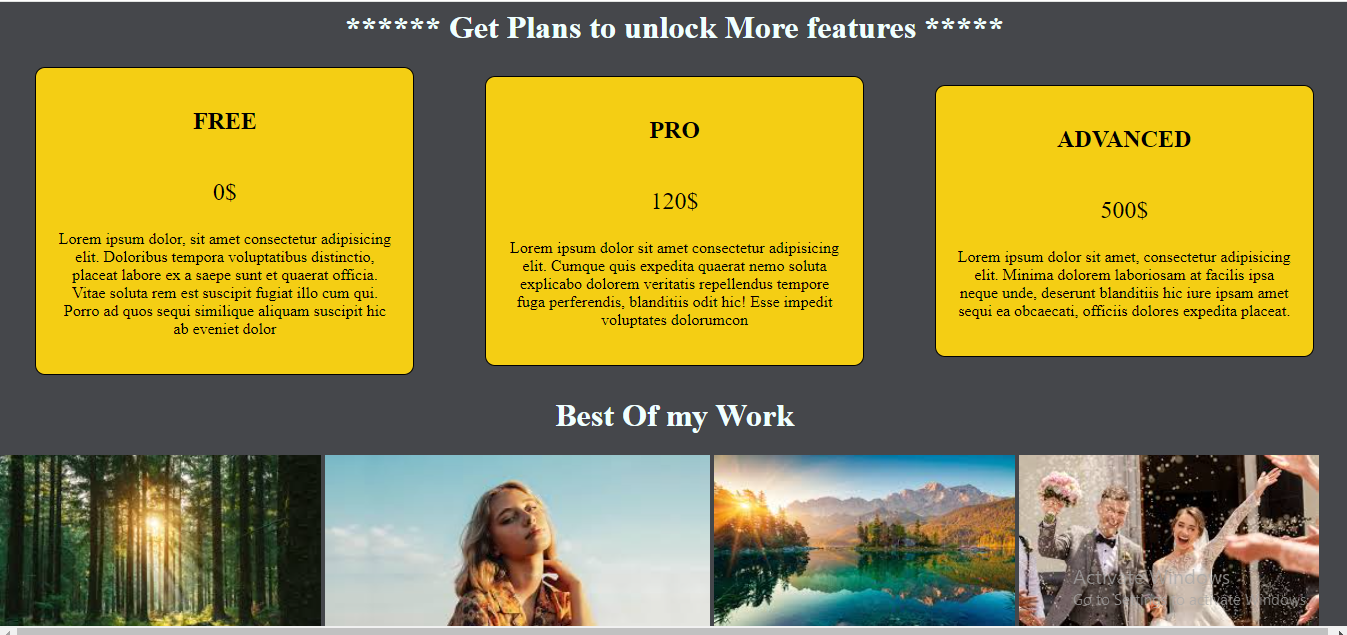 ****** Get Plans to unlock More features *****
FREE
0$
Lorem ipsum dolor, sit amet consectetur adipisicing
elit. Doloribus tempora voluptatibus distinctio,
placeat labore ex a saepe sunt et quaerat officia.
Vitae soluta rem est suscipit fugiat illo cum qui.
Porro ad quos sequi similique aliquam suscipit hic
ab eveniet dolor
PRO
120$
Lorem ipsum dolor sit amet consectetur adipisicing
elit. Cumque quis expedita quaerat nemo soluta
explicabo dolorem veritatis repellendus tempore
fuga perferendis, blanditiis odit hic! Esse impedit
voluptates dolorumcon
ADVANCED
500$
Lorem ipsum dolor sit amet, consectetur adipisicing
elit. Minima dolorem laboriosam at facilis ipsa
neque unde, deserunt blanditiis hic iure ipsam amet
sequi ea obcaecati, officiis dolores expedita placeat.
Best Of my Work
Activate Windows
Go to Settings to activate Windows.